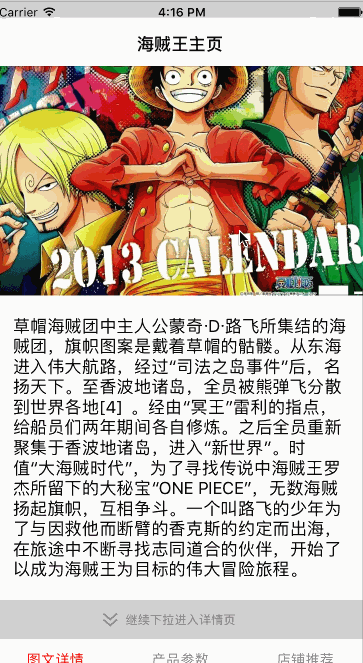 Carrier 4:16 PM
海贼王主页
2013 CALENDAR
草帽海贼团中主人公蒙奇·D·路飞所集结的海
贼团，旗帜图案是戴着草帽的骷髅。从东海
进入伟大航路，经过“司法之岛事件”后，名
扬天下。至香波地诸岛，全员被熊弹飞分散
到世界各地[4] 。经由“冥王”雷利的指点，
给船员们两年期间各自修炼。之后全员重新
聚集于香波地诸岛，进入“新世界”。时
值“大海贼时代”，为了寻找传说中海贼王罗
杰所留下的大秘宝“ONE PIECE”，无数海贼
扬起旗帜，互相争斗。一个叫路飞的少年为
了与因救他而断臂的香克斯的约定而出海，
在旅途中不断寻找志同道合的伙伴，开始了
以成为海贼王为目标的伟大冒险旅程。
继续下拉进入详情页
图文详情 产品参数 店铺推荐